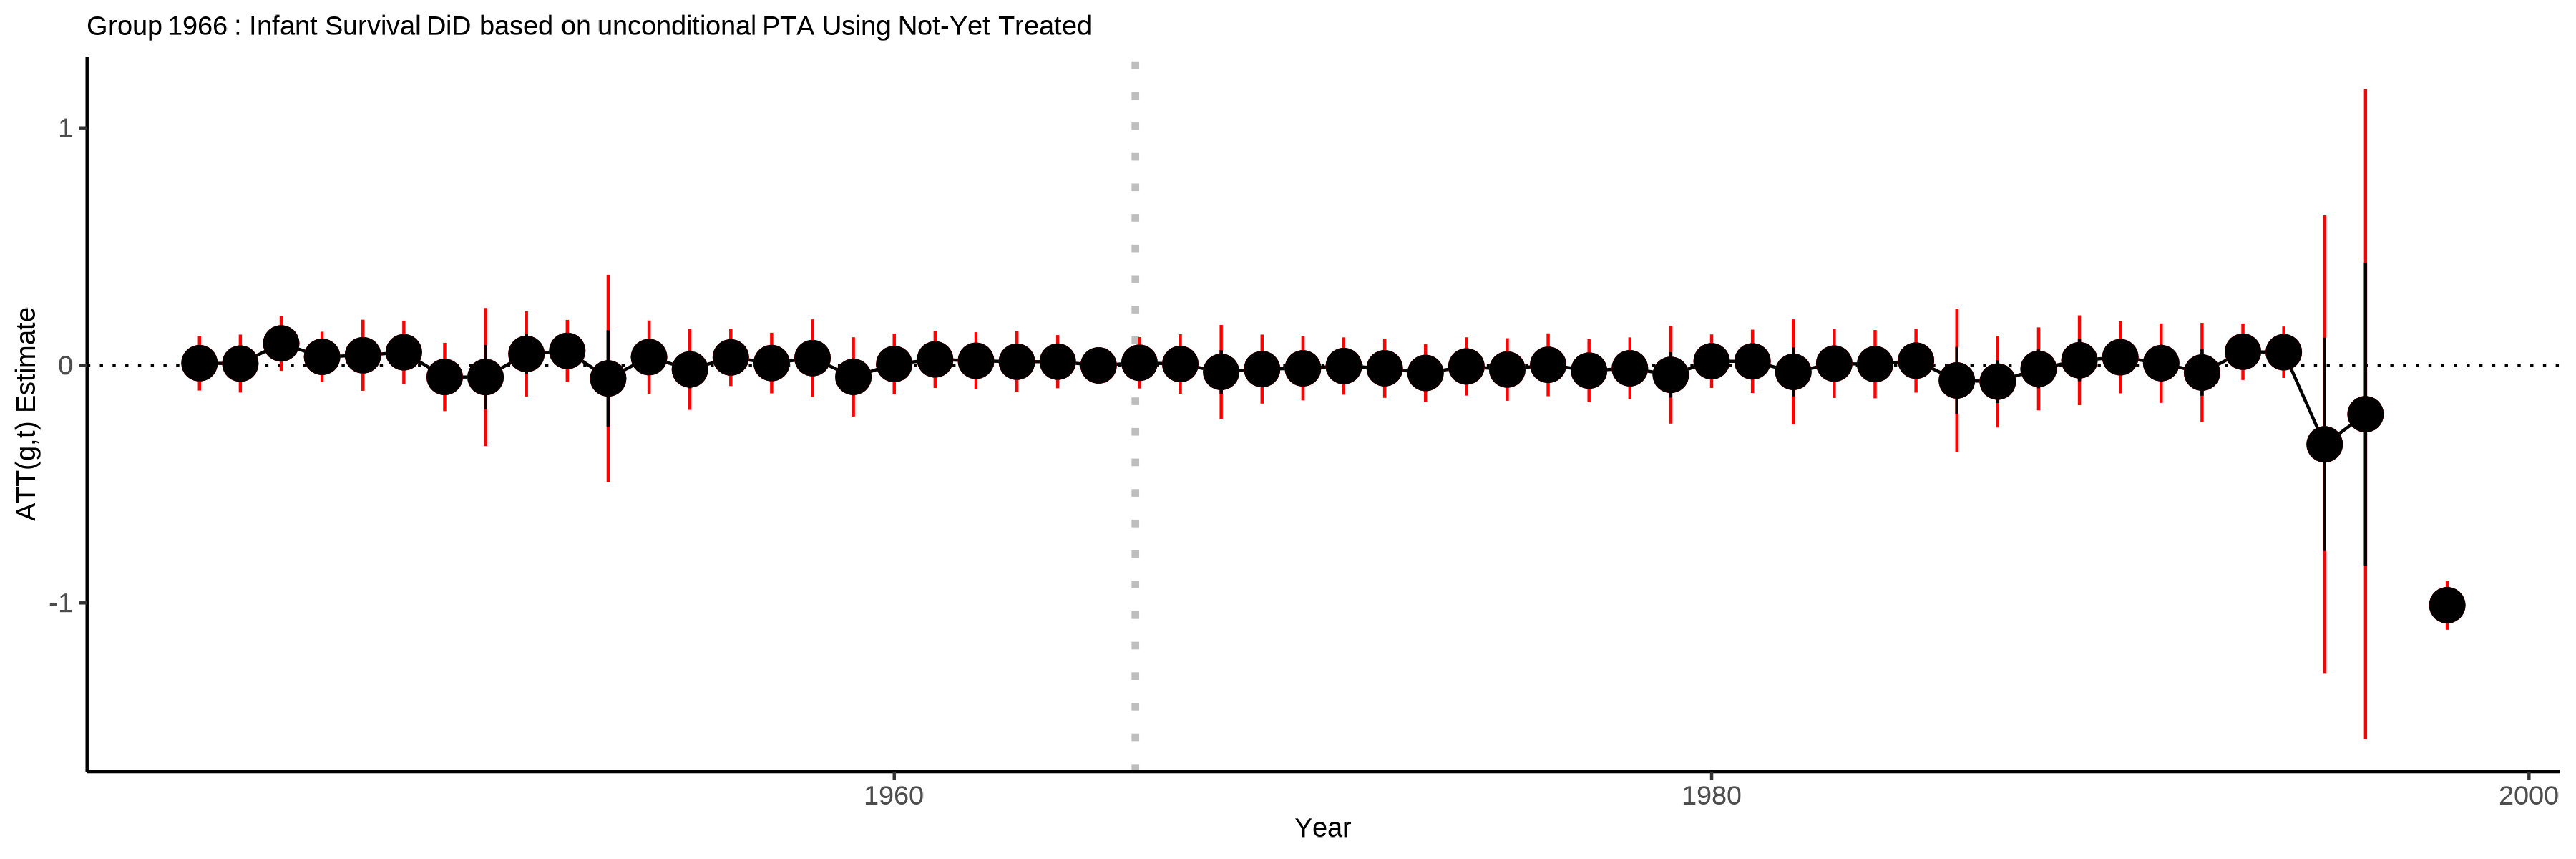 Group 1966 : Infant Survival DiD based on unconditional PTA Using Not-Yet Treated
1
0
-1
ATT(g,t) Estimate
1960
1980
2000
Year